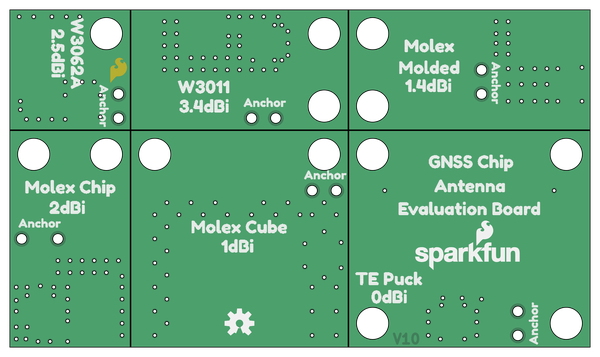 W3062A
2.5dBi
Anchor
W3011
3.4dBi
Anchor
Molex
Molded
1.4dBi
Anchor
Molex Chip
2dBi
Anchor
Anchor
Molex Cube
1dBi
GNSS Chip
Antenna
Evaluation Board
sparkfun
TE Puck
0dBi
Anchor
V10